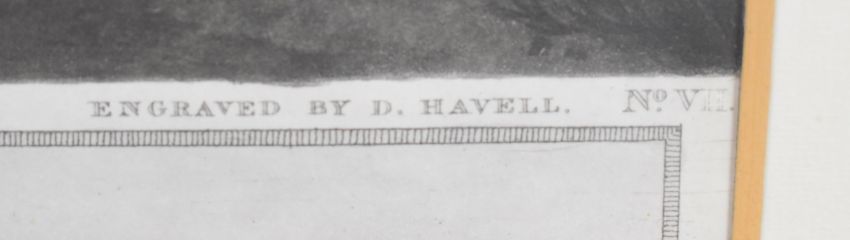 ENGRAVED BY D. HAVELL. No. VII.